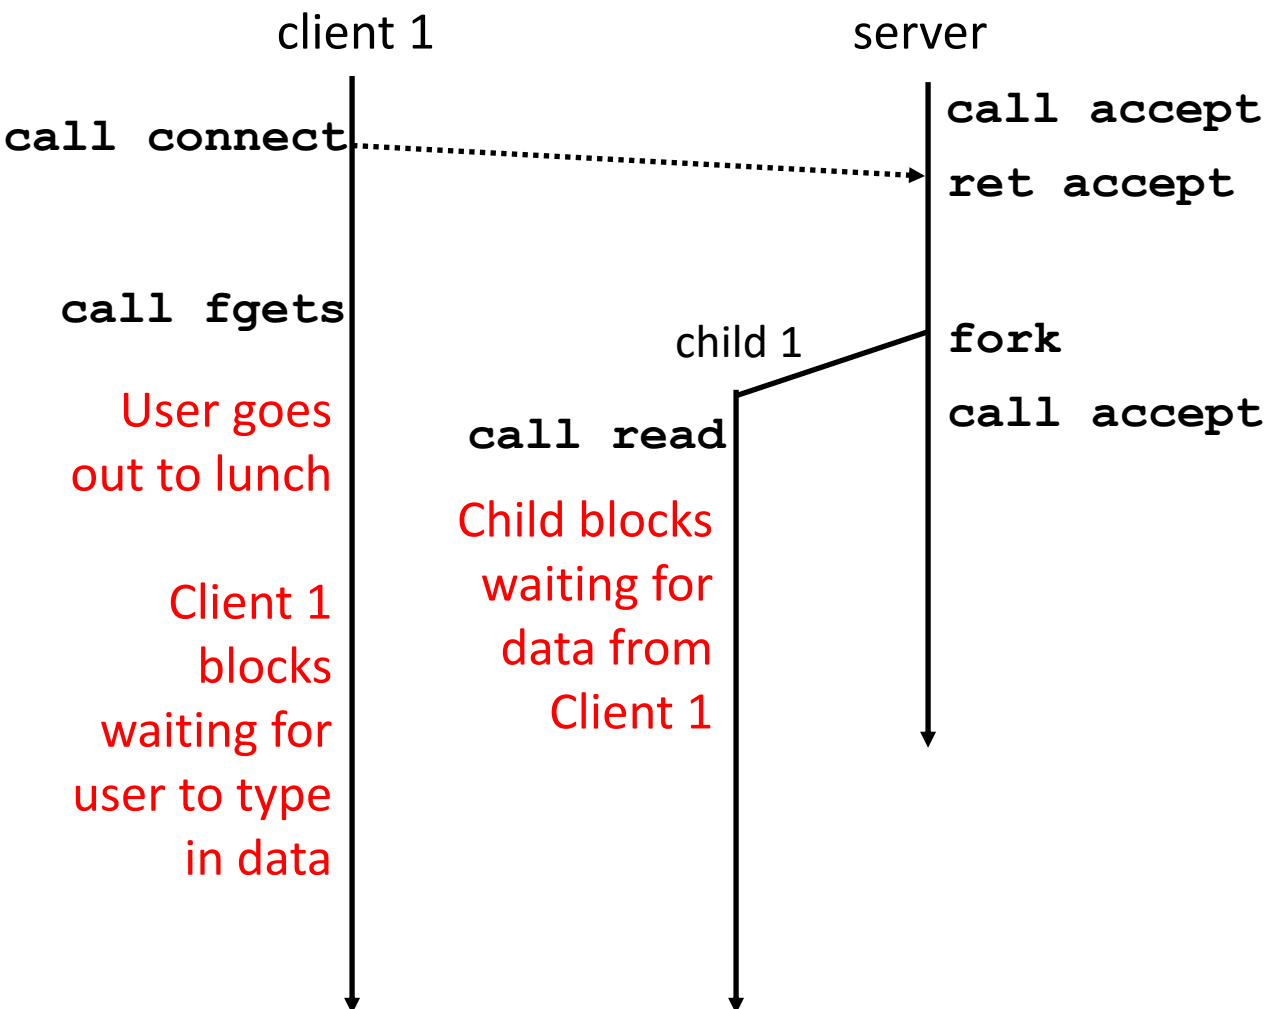 client 1
server
call connect
call accept
ret accept
call fgets
child 1
fork
call accept
call read
User goes
out to lunch
Child blocks
waiting for
data from
Client 1
Client 1
blocks
waiting for
user to type
in data